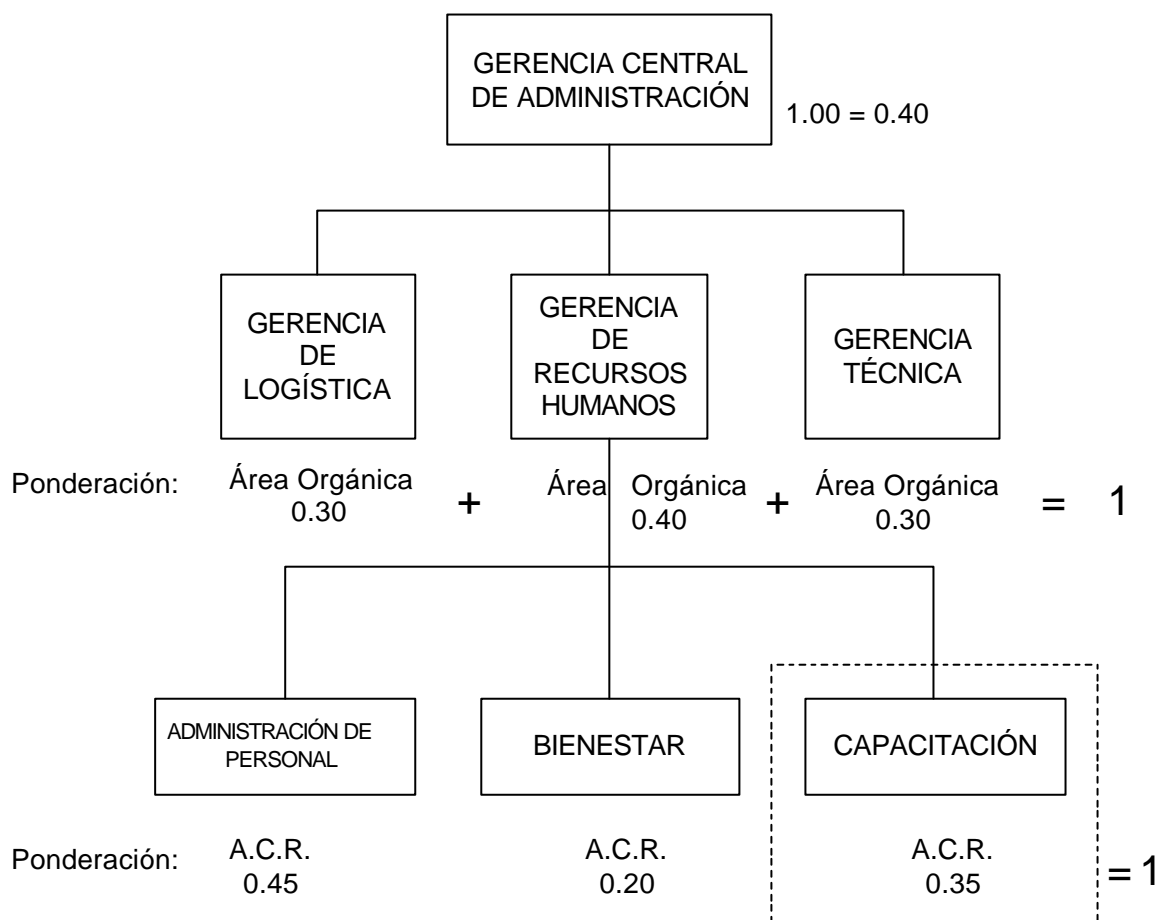 GERENCIA CENTRAL
DE ADMINISTRACIÓN
1.00 = 0.40
GERENCIA
DE
LOGÍSTICA
GERENCIA
DE
RECURSOS
HUMANOS
GERENCIA
TÉCNICA
Ponderación:
Área Orgánica
0.30
+
Área Orgánica
0.40
+
Área Orgánica
0.30
= 1
ADMINISTRACIÓN DE
PERSONAL
BIENESTAR
CAPACITACIÓN
Ponderación:
A.C.R.
0.45
A.C.R.
0.20
A.C.R.
0.35
= 1